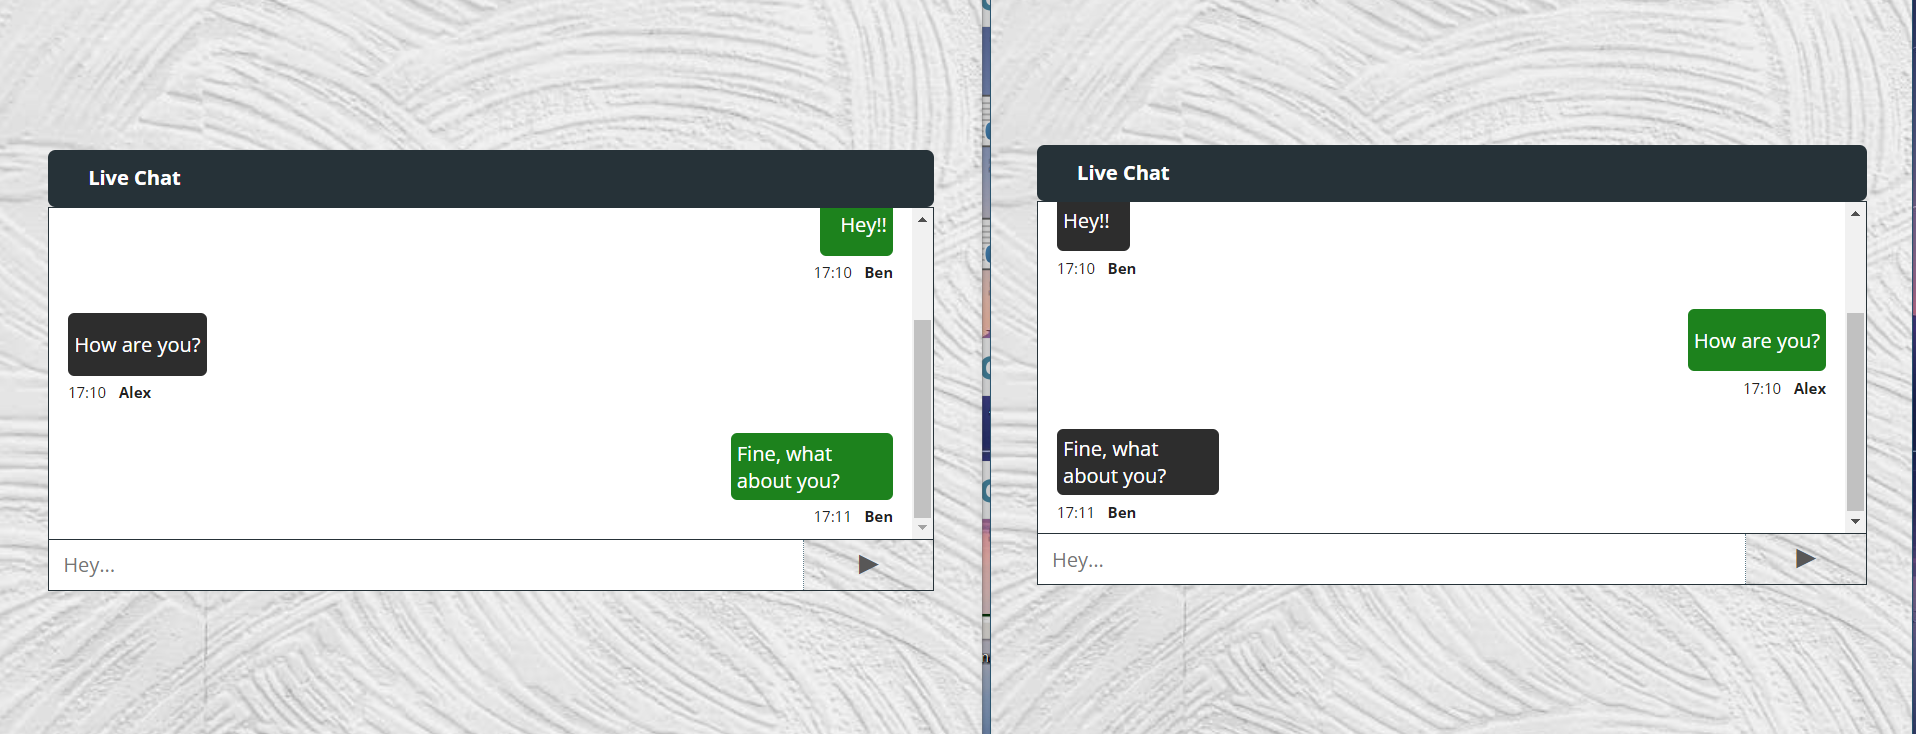 Live Chat
Hey!!
17:10 Ben
How are you?
17:10 Alex
Fine, what
about you?
17:11 Ben
Hey...
Live Chat
Hey!!
17:10 Ben
How are you?
17:10 Alex
Fine, what
about you?
17:11 Ben
Hey...